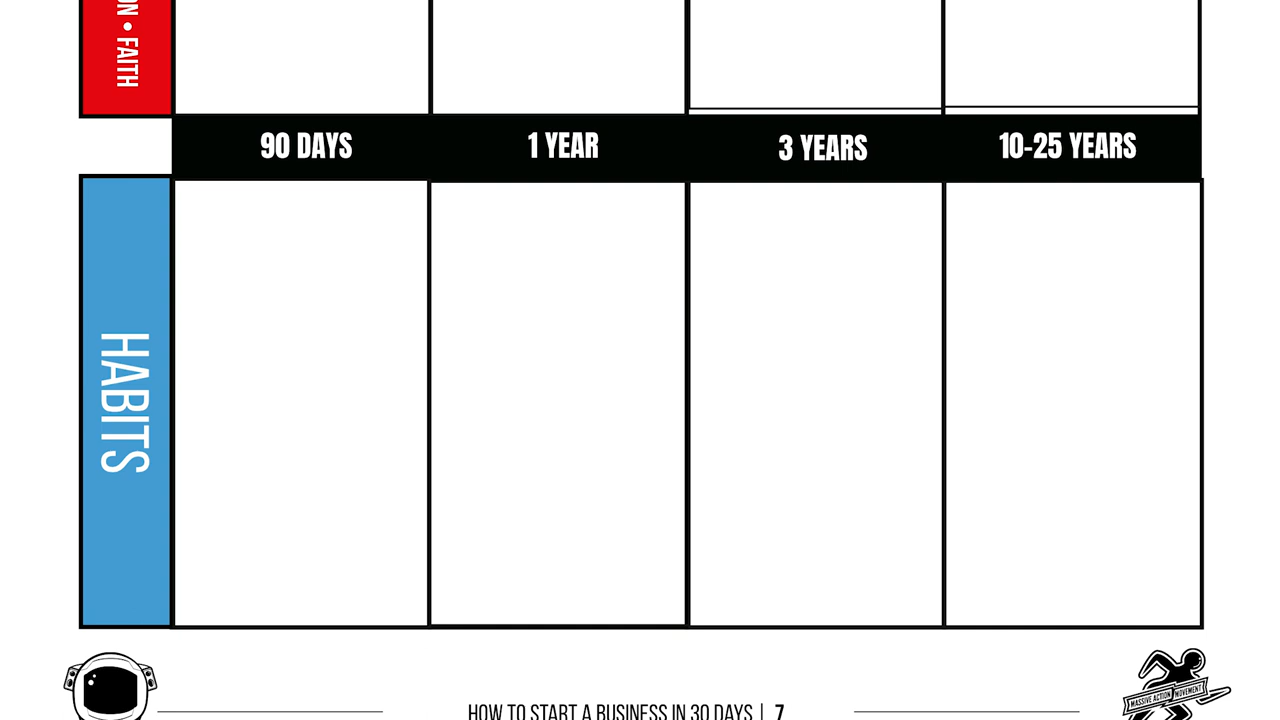 • FAITH
90 DAYS
1 YEAR
3 YEARS
10-25 YEARS
HABITS
HOW TO START A BUSINESS IN 30 DAYS | 7
MASSIVE ACTION MOVEMENT